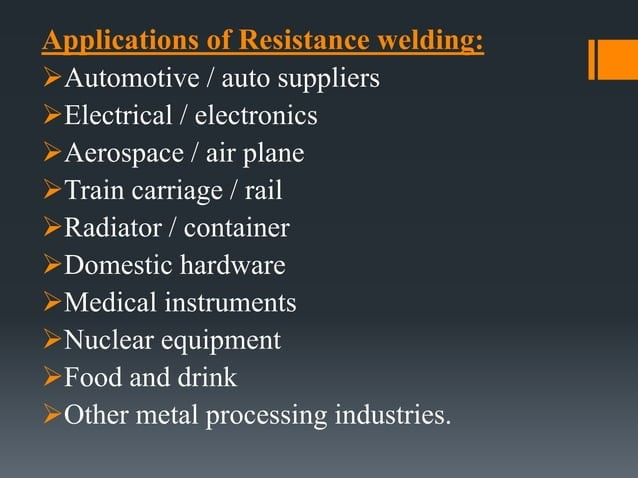 Applications of Resistance welding:
➢Automotive / auto suppliers
➢Electrical / electronics
➢Aerospace / air plane
➢Train carriage / rail
➢Radiator / container
➢Domestic hardware
➢Medical instruments
➢Nuclear equipment
➢Food and drink
➢Other metal processing industries.